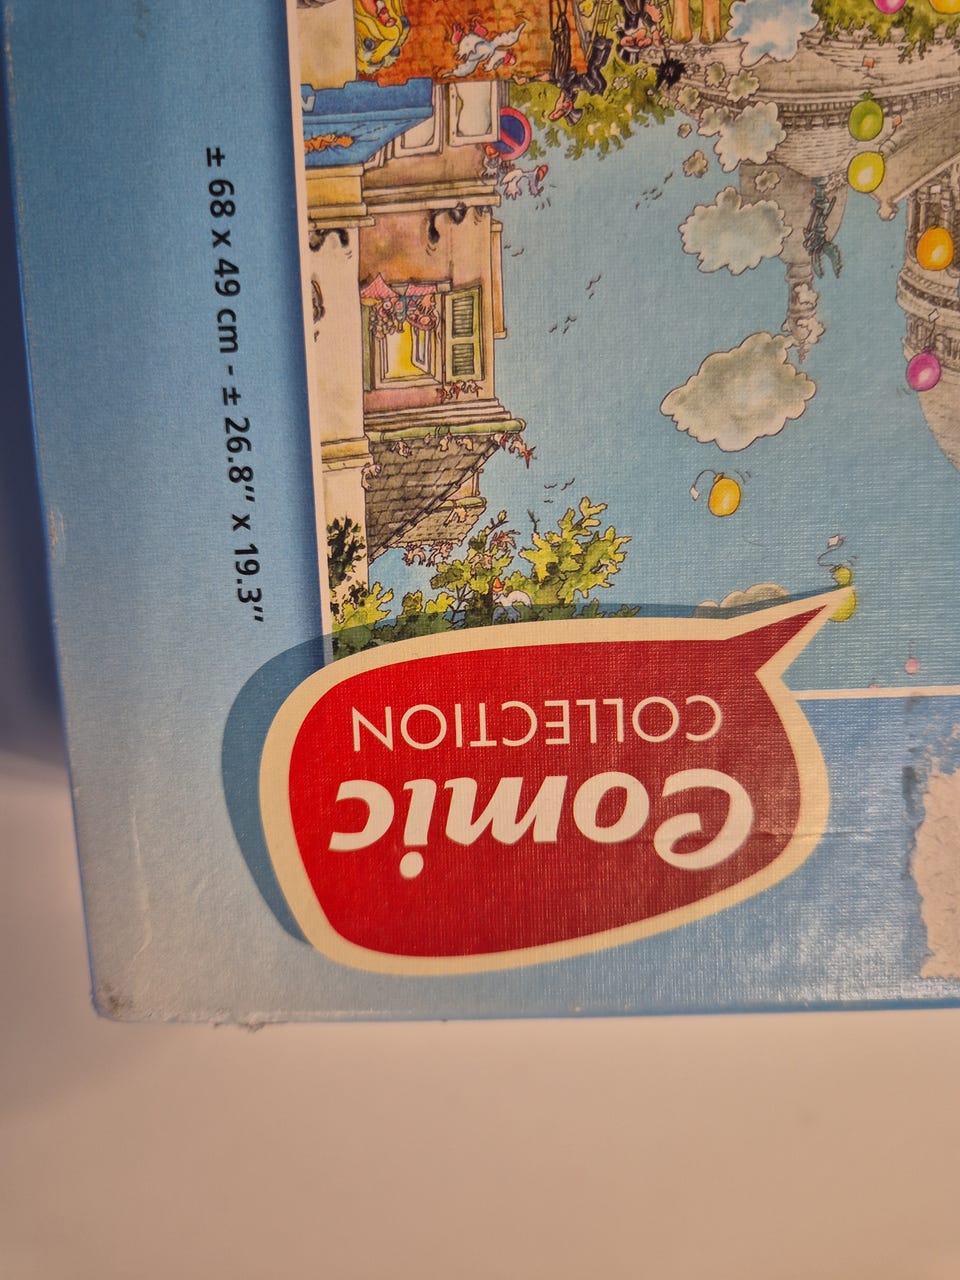 Comic
COLLECTION
± 68 x 49 cm - ± 26.8’’ x 19.3’’